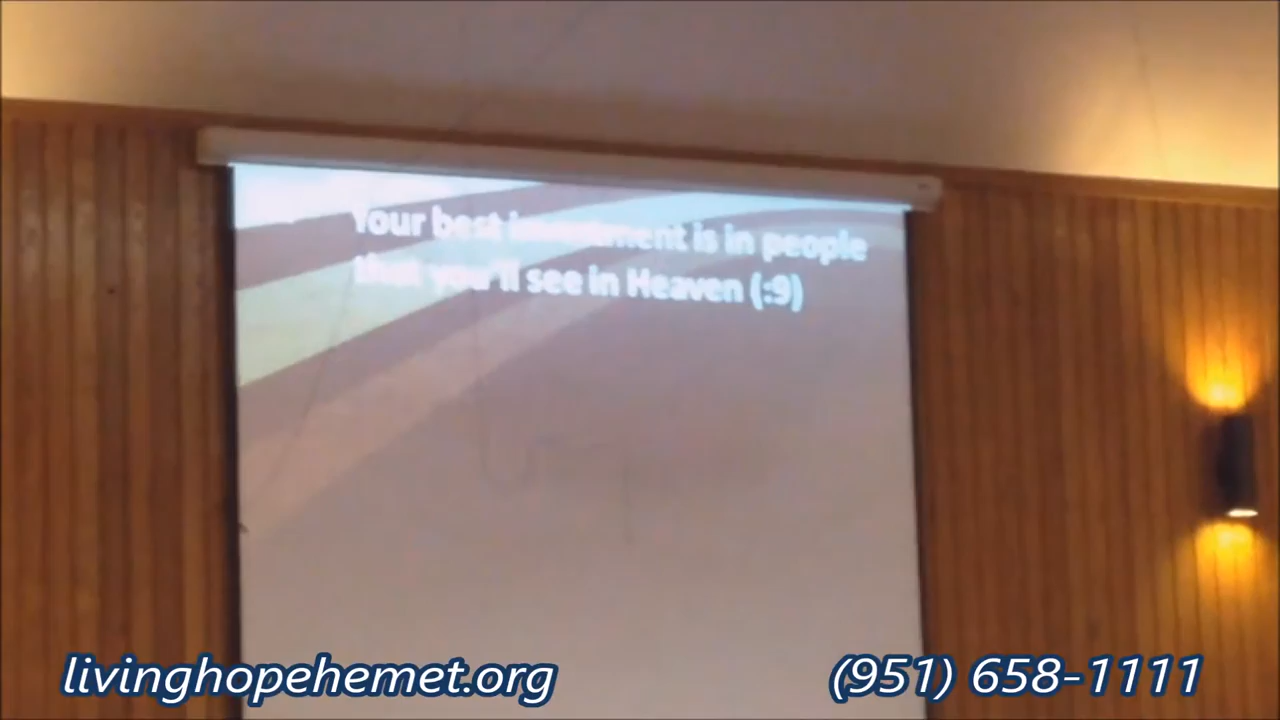 Your best investment is in people
that you'll see in Heaven (:9)
livinghopehemet.org
(951) 658-1111